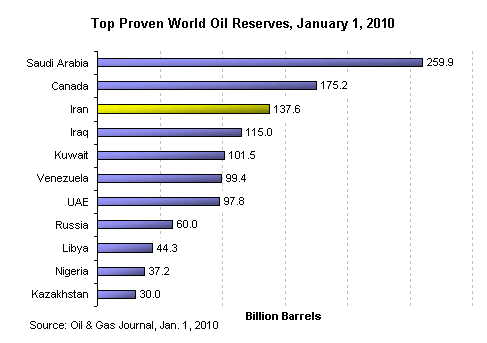 Top Proven World Oil Reserves, January 1, 2010
Saudi Arabia 259.9
Canada 175.2
Iran 137.6
Iraq 115.0
Kuwait 101.5
Venezuela 99.4
UAE 97.8
Russia 60.0
Libya 44.3
Nigeria 37.2
Kazakhstan 30.0
Billion Barrels
Source: Oil & Gas Journal, Jan. 1, 2010